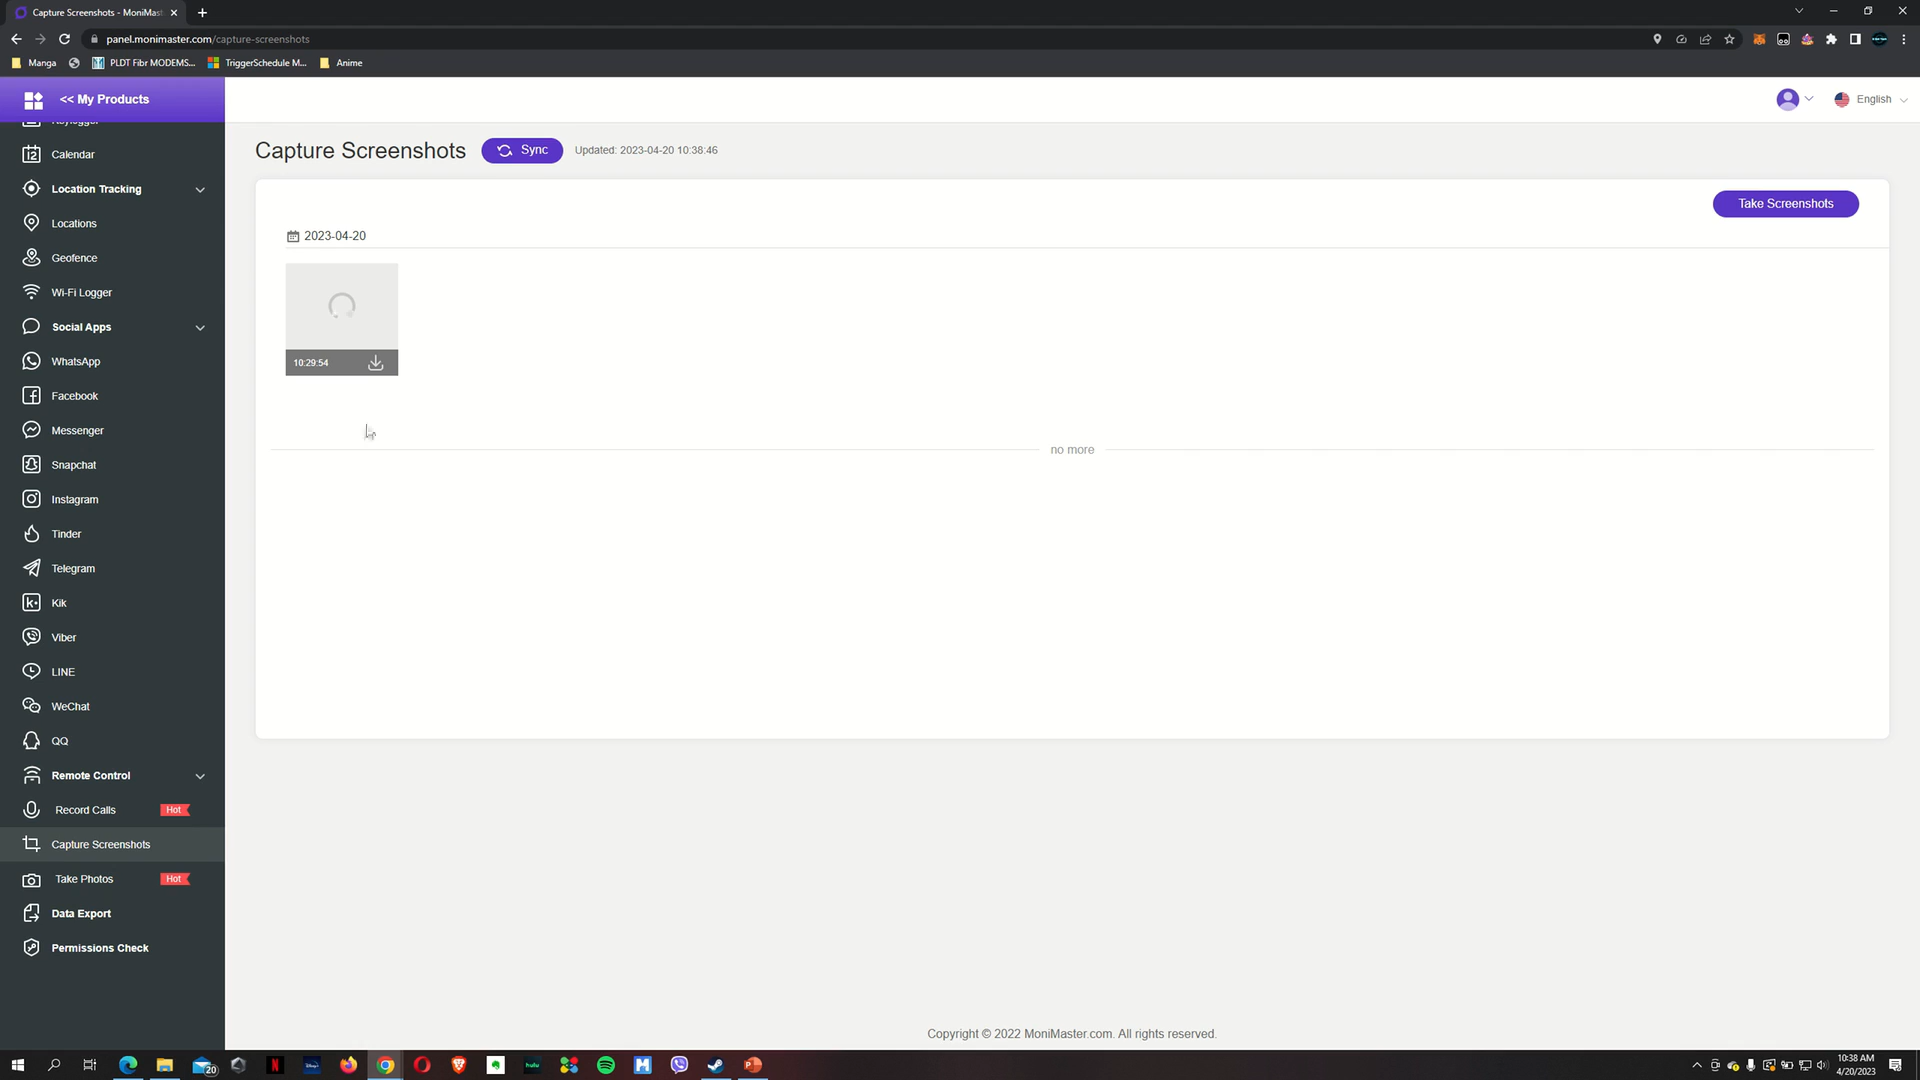 Capture Screenshots - MoniMast
panel.monimaster.com/capture-screenshots
Manga
PLDT Fibr MODEMS...
TriggerSchedule M...
Anime
<< My Products
English
Keylogger
Calendar
Location Tracking
Locations
Geofence
Wi-Fi Logger
Social Apps
WhatsApp
Facebook
Messenger
Snapchat
Instagram
Tinder
Telegram
Kik
Viber
LINE
WeChat
QQ
Remote Control
Record Calls Hot
Capture Screenshots
Take Photos Hot
Data Export
Permissions Check
Capture Screenshots
Sync
Updated: 2023-04-20 10:38:46
Take Screenshots
2023-04-20
10:29:54
no more
Copyright © 2022 MoniMaster.com. All rights reserved.
20
hulu
10:38 AM
4/20/2023